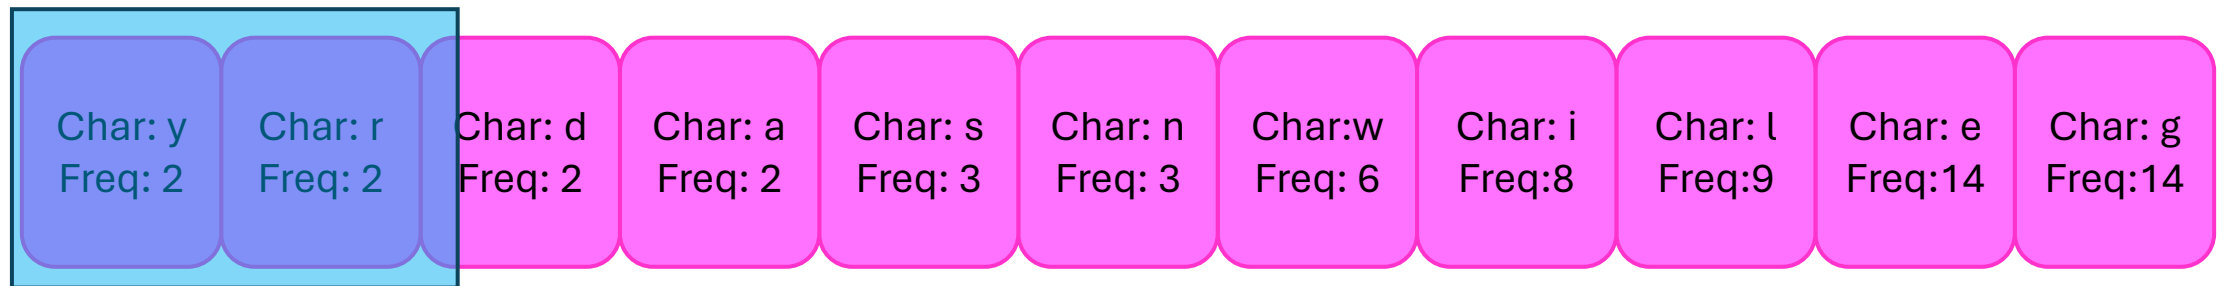 Char: y
Freq: 2
Char: r
Freq: 2
Char: d
Freq: 2
Char: a
Freq: 2
Char: s
Freq: 3
Char: n
Freq: 3
Char:w
Freq: 6
Char: i
Freq:8
Char: l
Freq:9
Char: e
Freq:14
Char: g
Freq:14